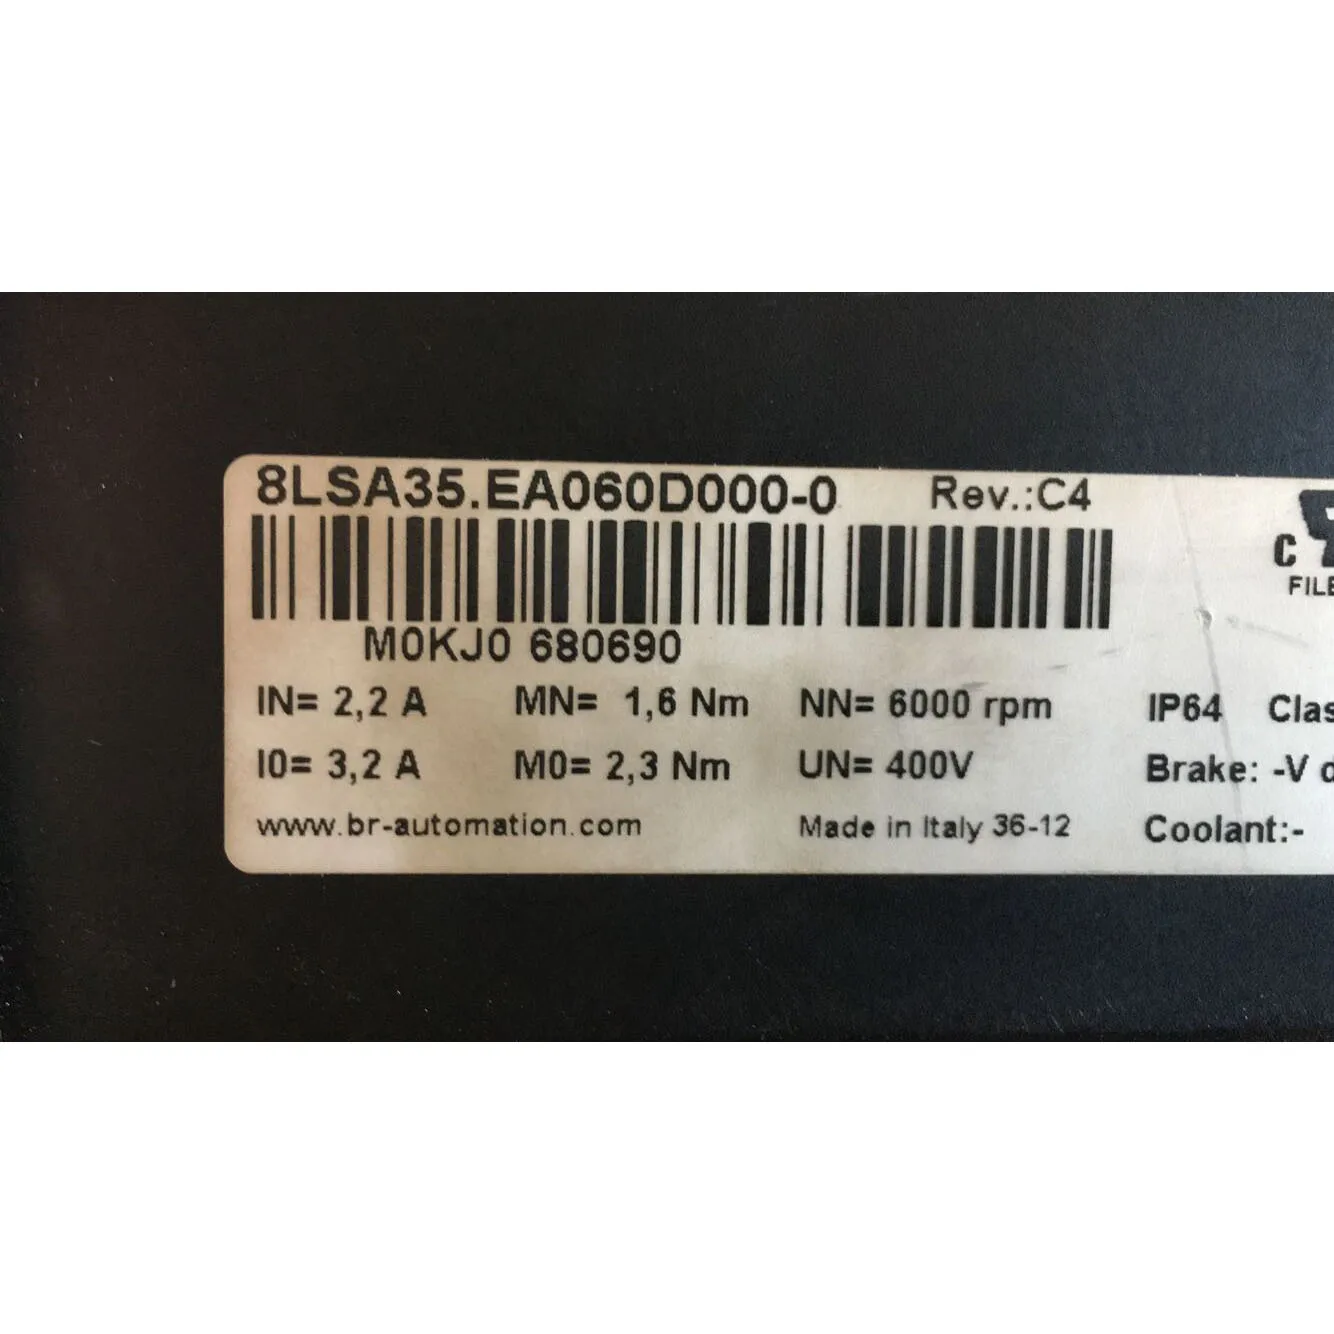 8LSA35.EA060D000-0 Rev.:C4
C
FILE
M0KJ0 680690
IN= 2,2 A MN= 1,6 Nm NN= 6000 rpm IP64
I0= 3,2 A M0= 2,3 Nm UN= 400V Brake: -V
www.br-automation.com Made in Italy 36-12 Coolant:-